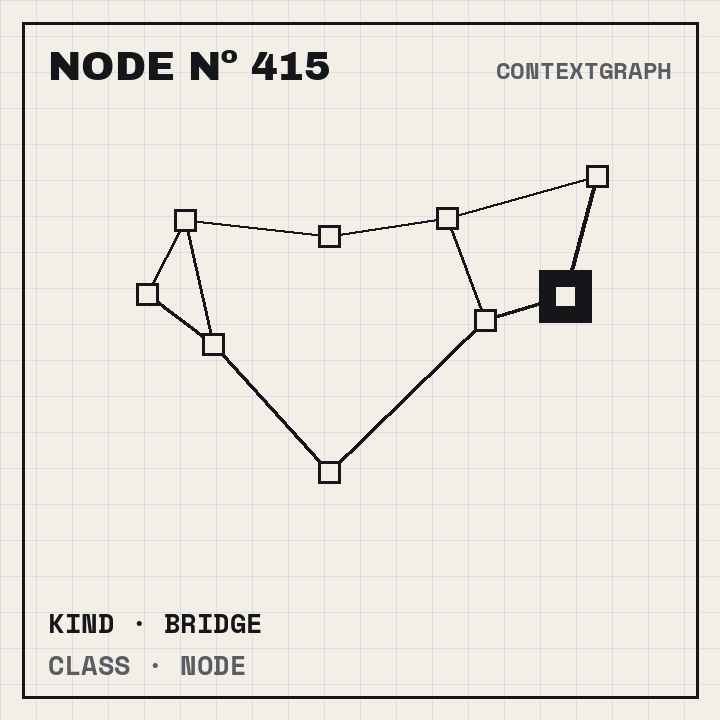 NODE Nº 415
CONTEXTGRAPH
KIND · BRIDGE
CLASS · NODE